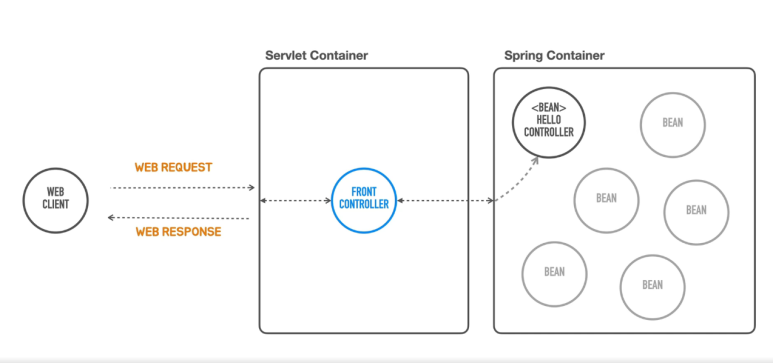 Servlet Container
Spring Container
<BEAN>
HELLO
CONTROLLER
BEAN
WEB REQUEST
WEB
CLIENT
FRONT
CONTROLLER
BEAN
BEAN
WEB RESPONSE
BEAN
BEAN